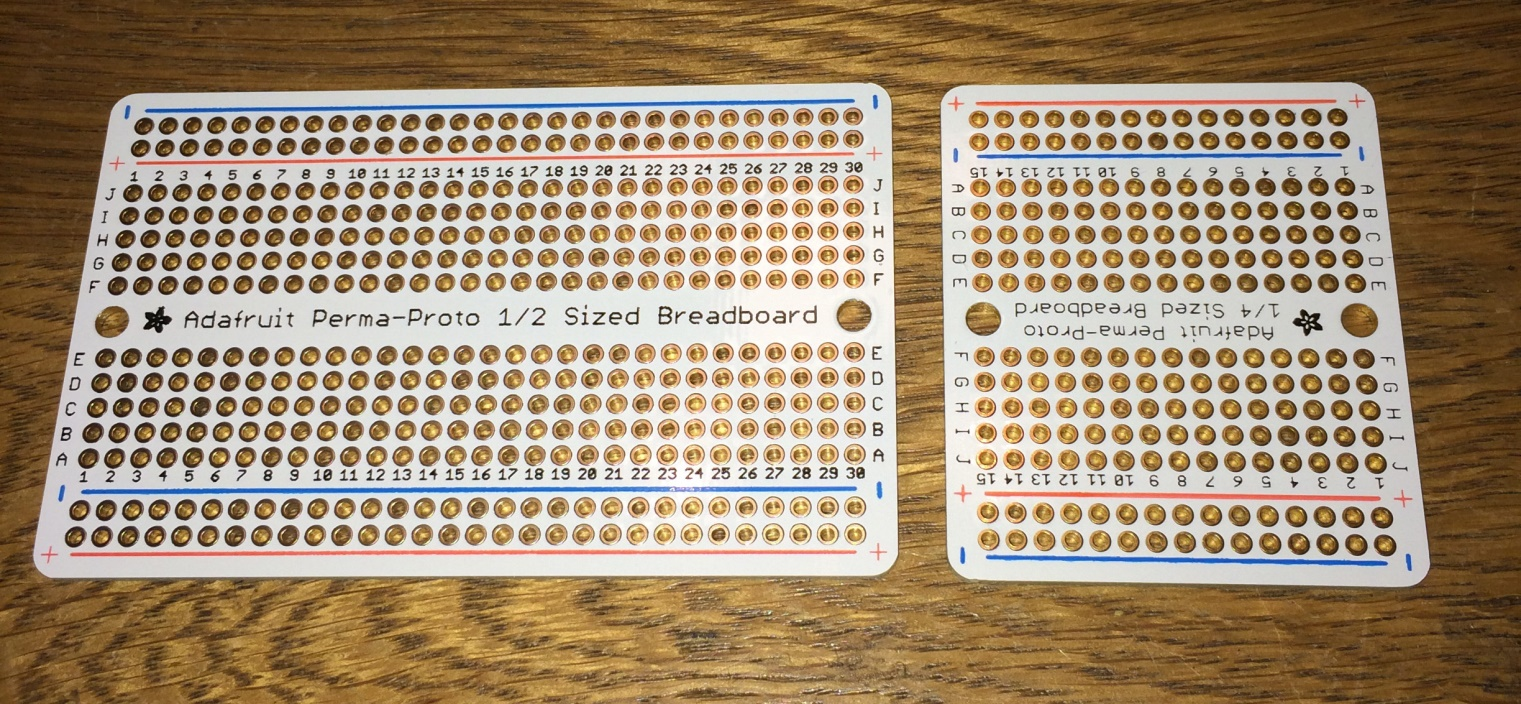 1 2 3 4 5 6 7 8 9 10 11 12 13 14 15 16 17 18 19 20 21 22 23 24 25 26 27 28 29 30
J J
I I
H H
G G
F F
Adafruit Perma-Proto 1/2 Sized Breadboard
E E
D D
C C
B B
A A
1 2 3 4 5 6 7 8 9 10 11 12 13 14 15 16 17 18 19 20 21 22 23 24 25 26 27 28 29 30
1 2 3 4 5 6 7 8 9 10 11 12 13 14 15
J J
I I
H H
G G
F F
Adafruit Perma-Proto
1/4 Sized Breadboard
E E
D D
C C
B B
A A
1 2 3 4 5 6 7 8 9 10 11 12 13 14 15